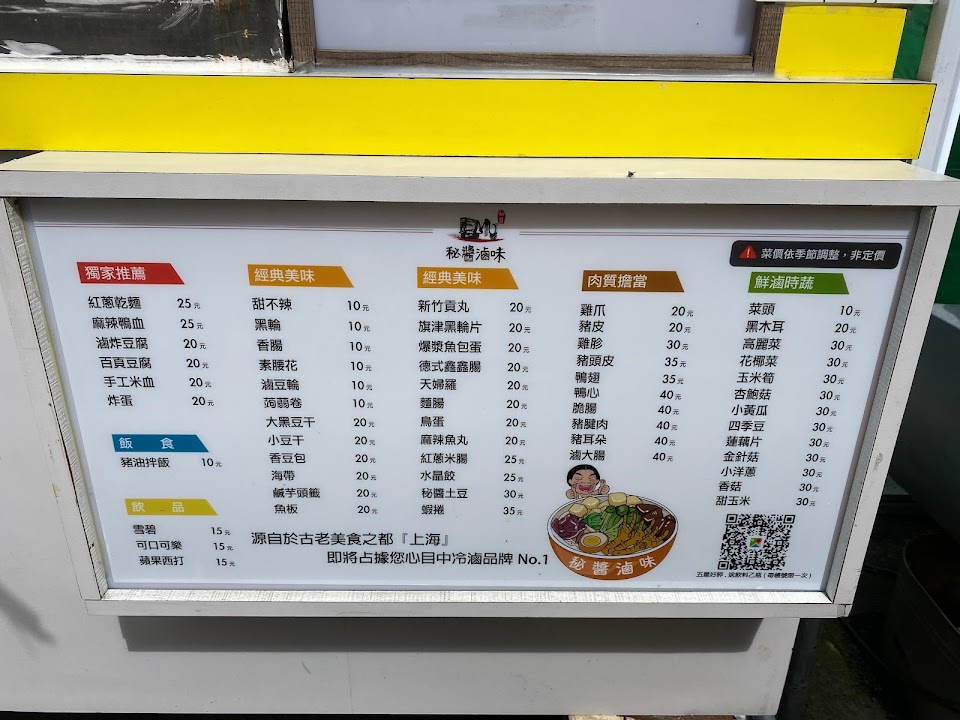 秘醬滷味
菜價依季節調整，非定價
獨家推薦
紅蔥乾麵 25元
麻辣鴨血 25元
滷炸豆腐 20元
百頁豆腐 20元
手工米血 20元
炸蛋 20元
飯 食
豬油拌飯 10元
飲 品
雪碧 15元
可口可樂 15元
蘋果西打 15元
經典美味
甜不辣 10元
黑輪 10元
香腸 10元
素腰花 10元
滷豆輪 10元
蒟蒻卷 10元
大黑豆干 20元
小豆干 20元
香豆包 20元
海帶 20元
鹹芋頭籤 20元
魚板 20元
經典美味
新竹貢丸 20元
旗津黑輪片 20元
爆漿魚包蛋 20元
德式鑫鑫腸 20元
天婦羅 20元
麵腸 20元
鳥蛋 20元
麻辣魚丸 20元
紅蔥米腸 25元
水晶餃 25元
秘醬土豆 30元
蝦捲 35元
肉質擔當
雞爪 20元
豬皮 20元
雞胗 30元
豬頭皮 35元
鴨翅 35元
鴨心 40元
脆腸 40元
豬腱肉 40元
豬耳朵 40元
滷大腸 40元
鮮滷時蔬
菜頭 10元
黑木耳 20元
高麗菜 30元
花椰菜 30元
玉米筍 30元
杏鮑菇 30元
小黃瓜 30元
四季豆 30元
蓮藕片 30元
金針菇 30元
小洋蔥 30元
香菇 30元
甜玉米 30元
源自於古老美食之都『上海』
即將占據您心目中冷滷品牌 No.1
秘醬滷味
五星好評、送飲料乙瓶（每帳號限一次）